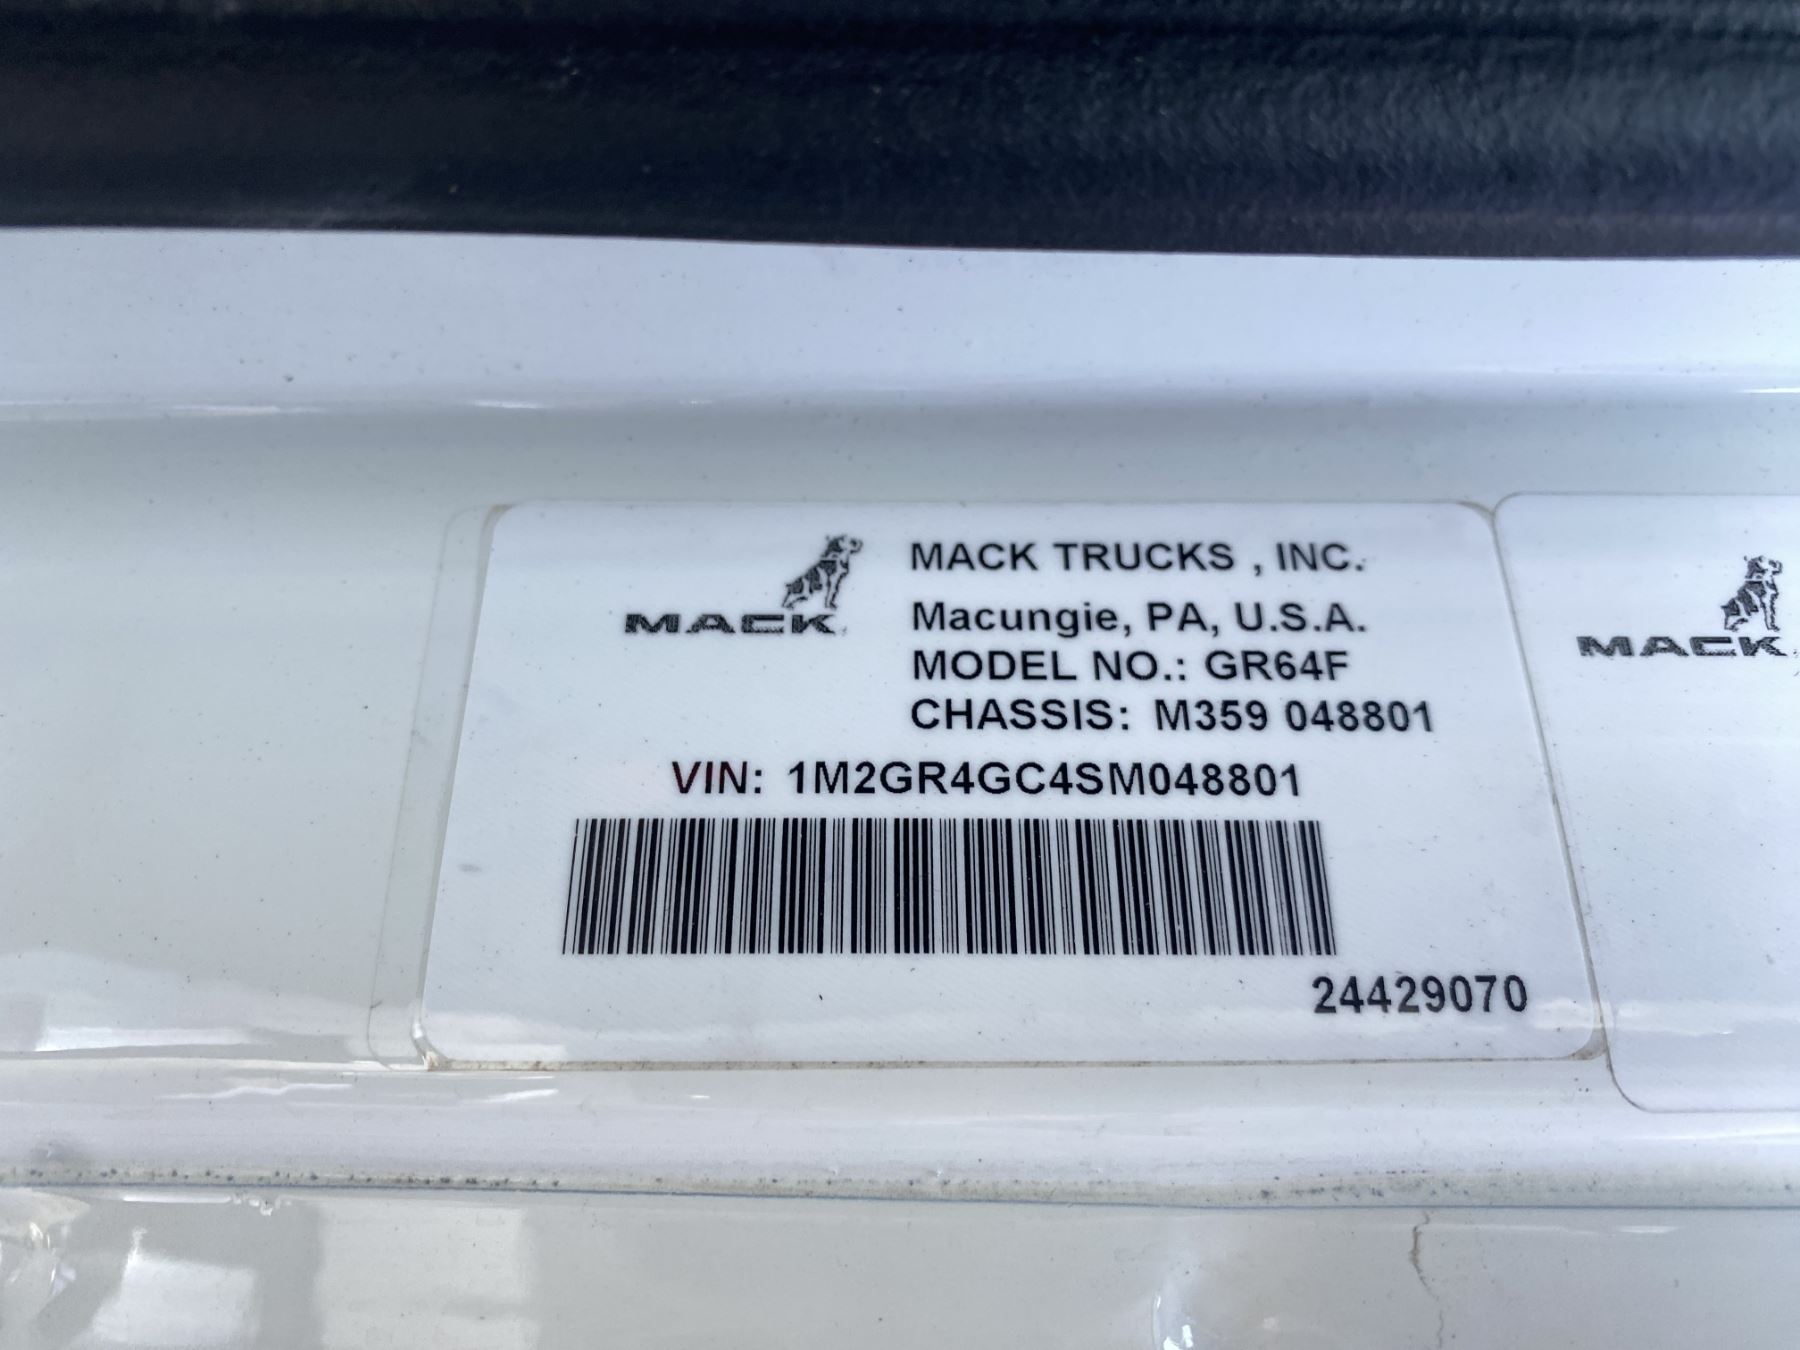 MACK
MACK TRUCKS , INC.
Macungie, PA, U.S.A.
MODEL NO.: GR64F
CHASSIS: M359 048801
VIN: 1M2GR4GC4SM048801
24429070
MACK